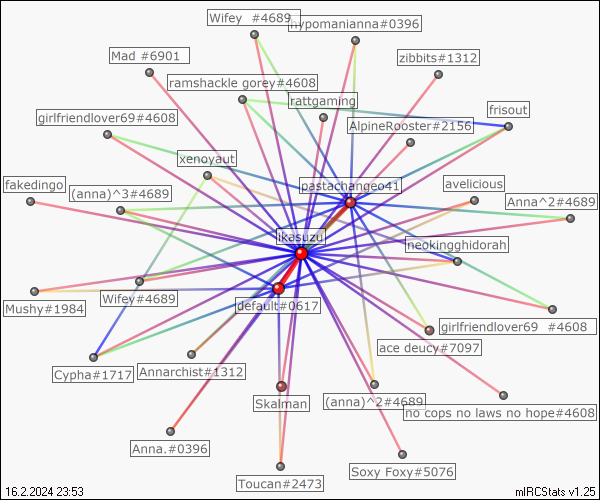 Wifey  #4689
hypomanianna#0396
Mad #6901
zibbits#1312
ramshackle gorey#4608
rattgaming
frisout
girlfriendlover69#4608
AlpineRooster#2156
xenoyaut
fakedingo
(anna)^3#4689
pastachangeo41
avelicious
Anna^2#4689
ikasuzu
neokingghidorah
Mushy#1984
Wifey#4689
default#0617
girlfriendlover69  #4608
ace deucy#7097
Cypha#1717
Annarchist#1312
Skalman
(anna)^2#4689
no cops no laws no hope#4608
Anna.#0396
Toucan#2473
Soxy Foxy#5076
16.2.2024 23:53
mIRCStats v1.25